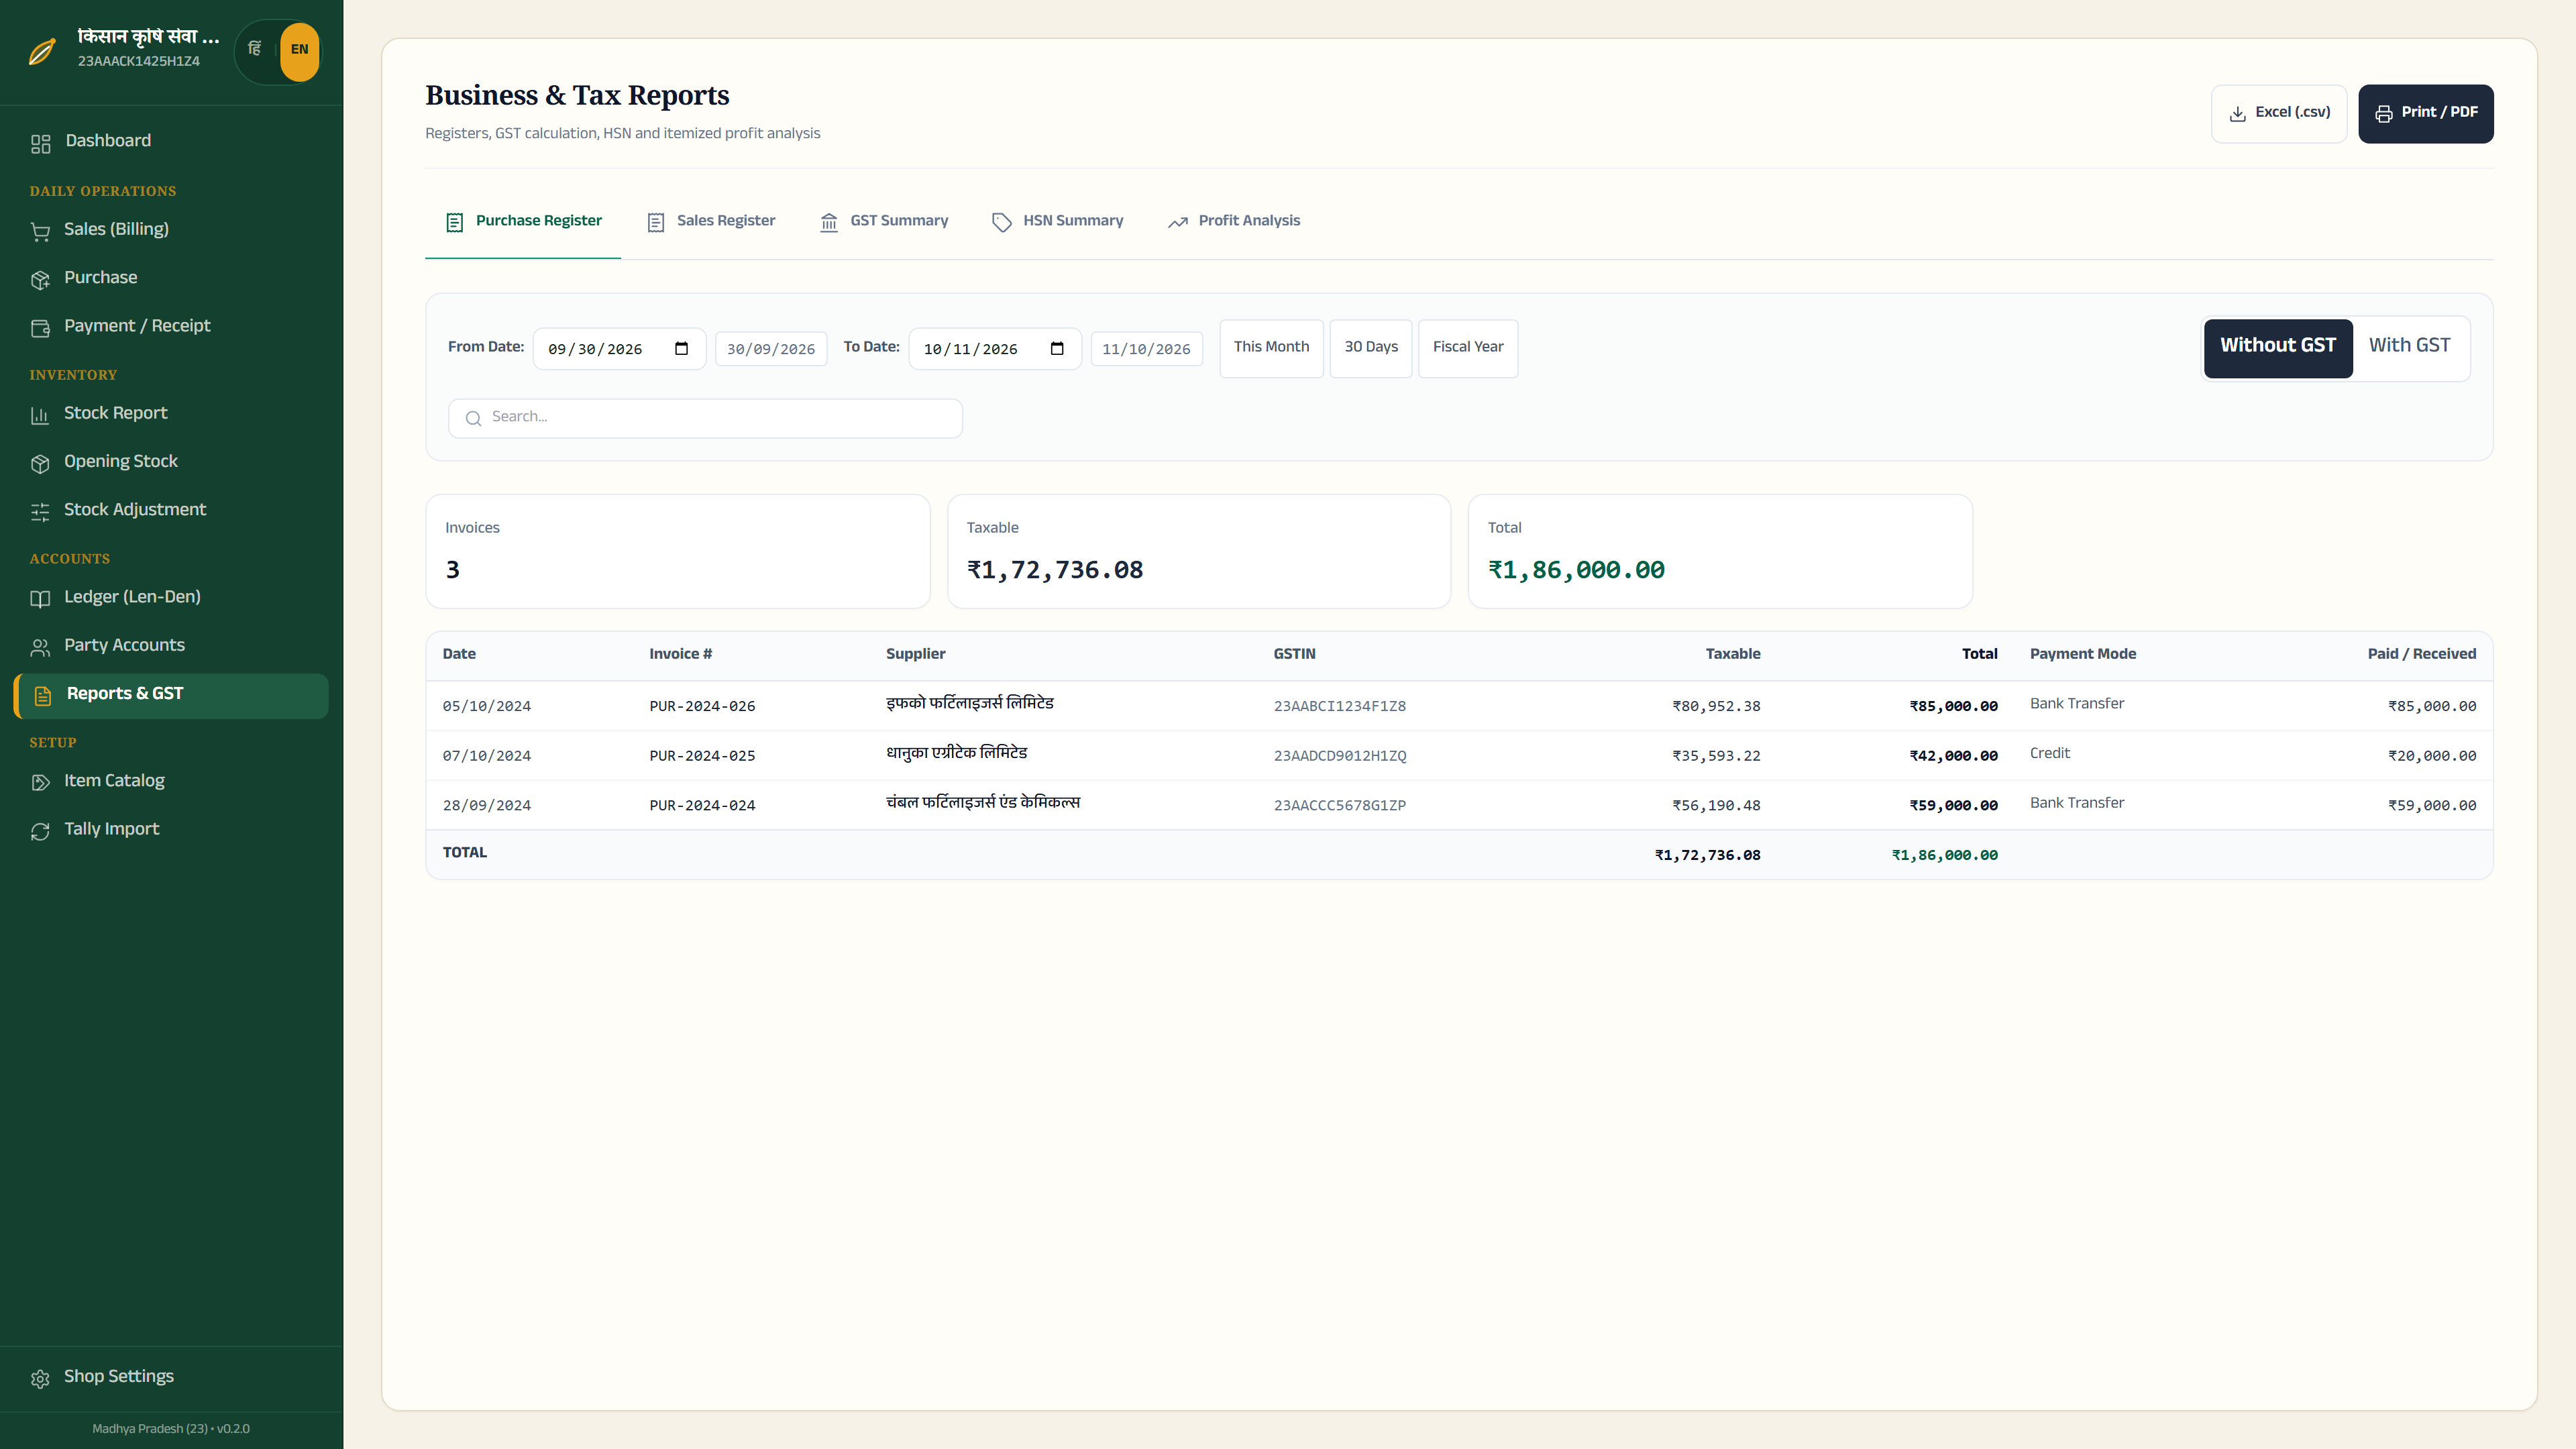 किसान कृषि सेवा ...
23AAACK1425H1Z4
हिं
EN
Dashboard
DAILY OPERATIONS
Sales (Billing)
Purchase
Payment / Receipt
INVENTORY
Stock Report
Opening Stock
Stock Adjustment
ACCOUNTS
Ledger (Len-Den)
Party Accounts
Reports & GST
SETUP
Item Catalog
Tally Import
Shop Settings
Madhya Pradesh (23) • v0.2.0
Business & Tax Reports
Registers, GST calculation, HSN and itemized profit analysis
Excel (.csv)
Print / PDF
Purchase Register
Sales Register
GST Summary
HSN Summary
Profit Analysis
From Date: 09/30/2026 30/09/2026 To Date: 10/11/2026 11/10/2026 This Month 30 Days Fiscal Year Without GST With GST
Search...
Invoices
3
Taxable
₹1,72,736.08
Total
₹1,86,000.00
Date Invoice # Supplier GSTIN Taxable Total Payment Mode Paid / Received
05/10/2024 PUR-2024-026 इफको फर्टिलाइजर्स लिमिटेड 23AABCI1234F1Z8 ₹80,952.38 ₹85,000.00 Bank Transfer ₹85,000.00
07/10/2024 PUR-2024-025 धानुका एग्रीटेक लिमिटेड 23AADCD9012H1ZQ ₹35,593.22 ₹42,000.00 Credit ₹20,000.00
28/09/2024 PUR-2024-024 चंबल फर्टिलाइजर्स एंड केमिकल्स 23AACCC5678G1ZP ₹56,190.48 ₹59,000.00 Bank Transfer ₹59,000.00
TOTAL ₹1,72,736.08 ₹1,86,000.00